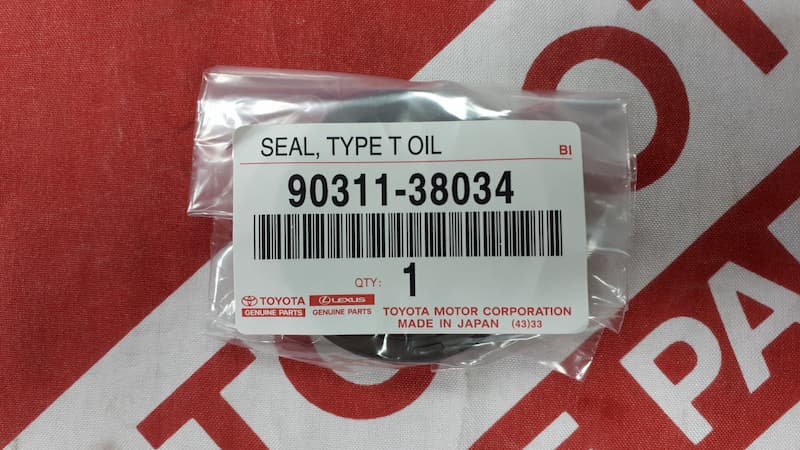 SEAL, TYPE T OIL
BI
90311-38034
QTY: 1
TOYOTA
GENUINE PARTS
LEXUS
GENUINE PARTS
TOYOTA MOTOR CORPORATION
MADE IN JAPAN (43)33
PA